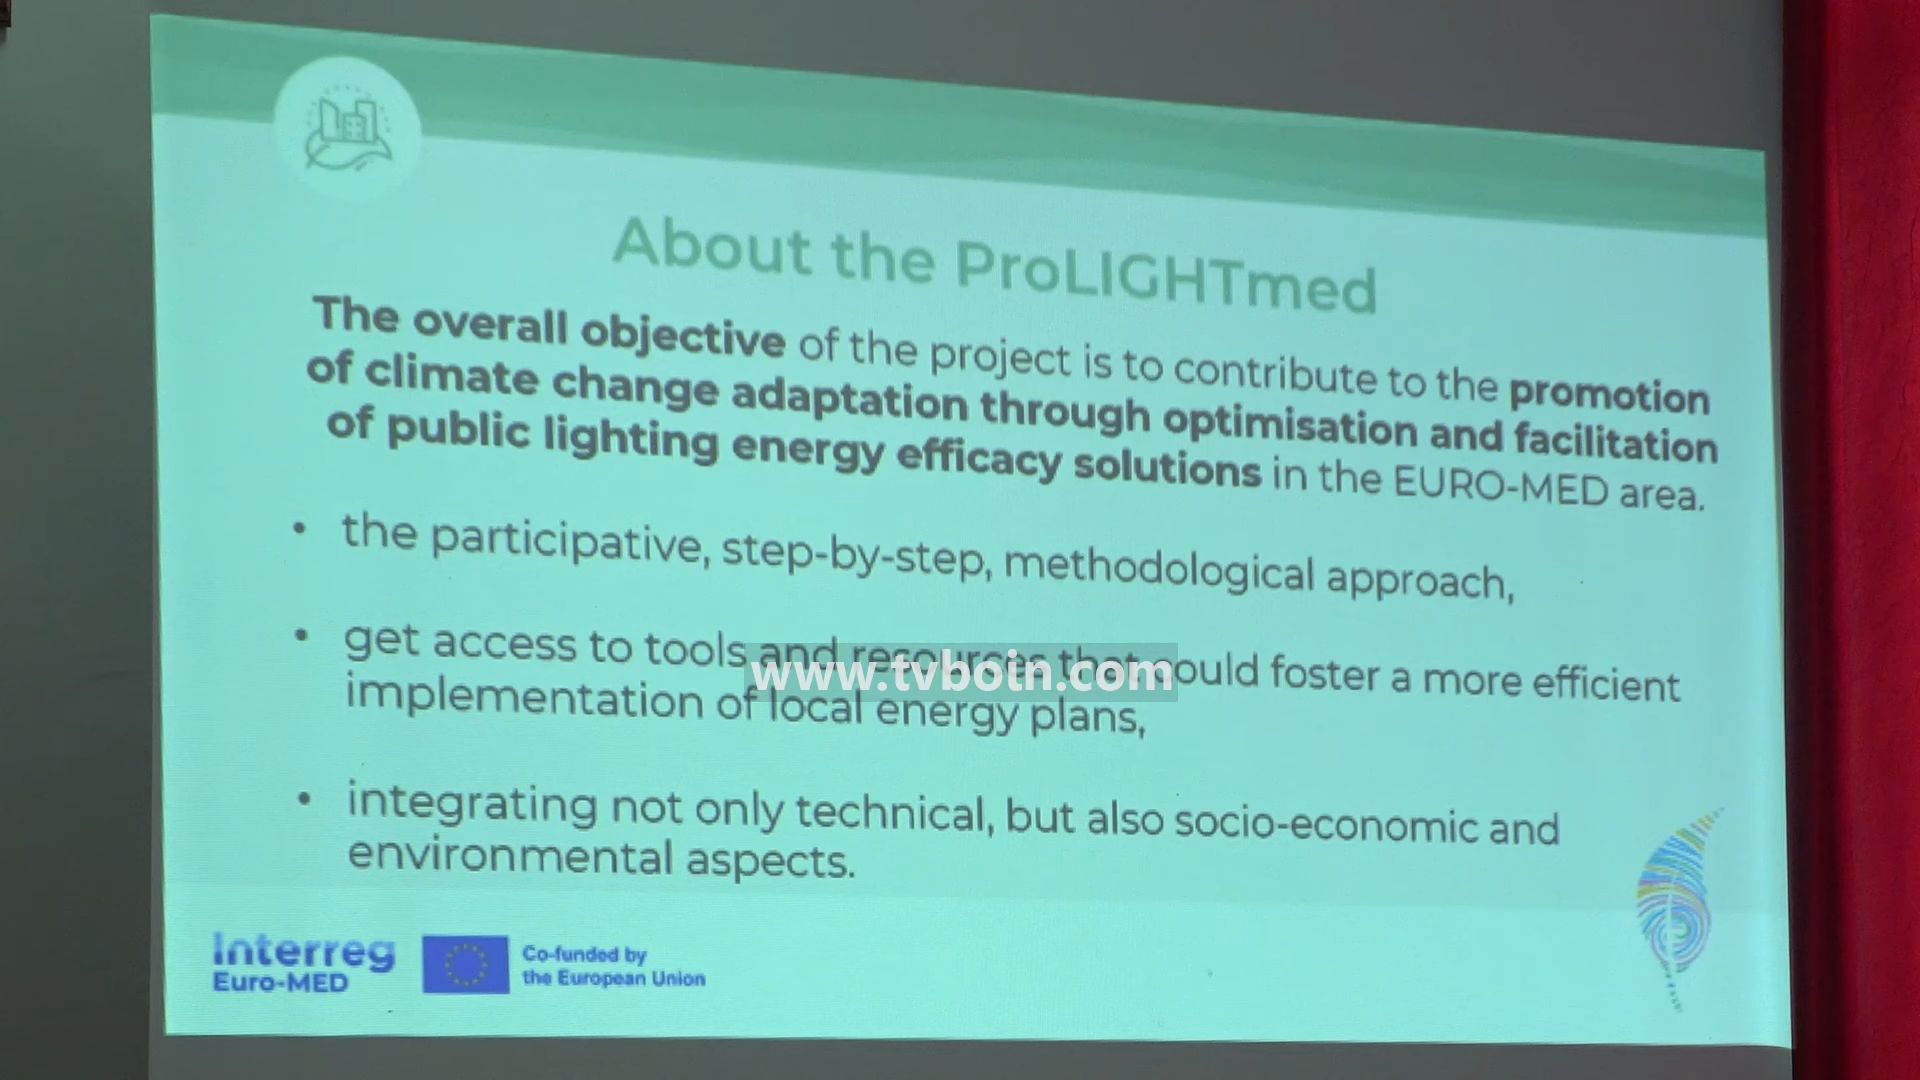 About the ProLIGHTmed
The overall objective of the project is to contribute to the promotion
of climate change adaptation through optimisation and facilitation
of public lighting energy efficacy solutions in the EURO-MED area.
• the participative, step-by-step, methodological approach,
• get access to tools and resources that could foster a more efficient
www.tvboin.com
implementation of local energy plans,
• integrating not only technical, but also socio-economic and
environmental aspects.
Interreg
Euro-MED
Co-funded by
the European Union